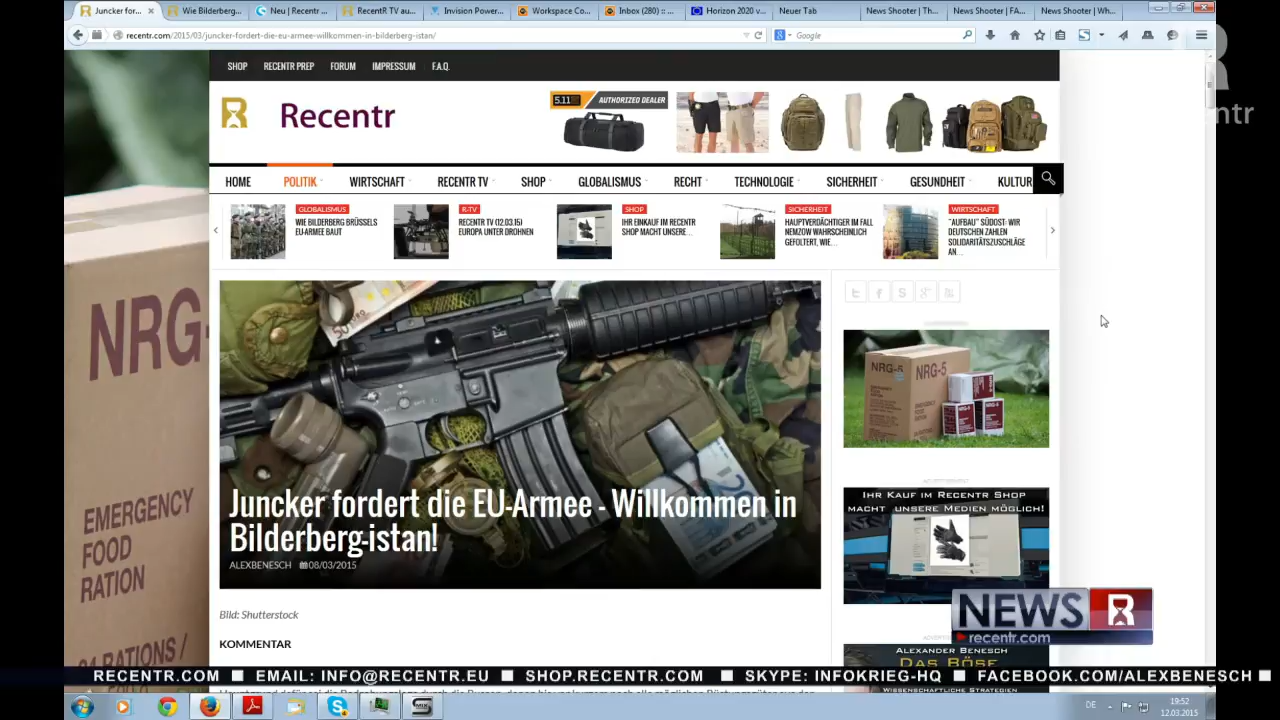 Juncker for...
Wie Bilderberg...
Neu | Recentr ...
RecentR TV au...
Invision Power...
Workspace Co...
Inbox (280) :: ...
Horizon 2020 v...
Neuer Tab
News Shooter | Th...
News Shooter | FA...
News Shooter | Wh...
recentr.com/2015/03/juncker-fordert-die-eu-armee-willkommen-in-bilderberg-istan/
Google
SHOP RECENTR PREP FORUM IMPRESSUM F.A.Q.
Recentr
5.11 AUTHORIZED DEALER
HOME POLITIK WIRTSCHAFT RECENTR TV SHOP GLOBALISMUS RECHT TECHNOLOGIE SICHERHEIT GESUNDHEIT KULTUR
GLOBALISMUS
WIE BILDERBERG BRÜSSELS
EU-ARMEE BAUT
R-TV
RECENTR TV (12.03.15)
EUROPA UNTER DROHNEN
SHOP
IHR EINKAUF IM RECENTR
SHOP MACHT UNSERE...
SICHERHEIT
HAUPTVERDÄCHTIGER IM FALL
NEMZOW WAHRSCHEINLICH
GEFOLTERT, WIE...
WIRTSCHAFT
"AUFBAU" SÜDOST: WIR
DEUTSCHEN ZAHLEN
SOLIDARITÄTSZUSCHLÄGE
AN...
NRG-
EMERGENCY
FOOD
RATION
24 RATIONS /
Juncker fordert die EU-Armee - Willkommen in
Bilderberg-istan!
ALEXBENESCH 08/03/2015
Bild: Shutterstock
KOMMENTAR
NRG-5
NRG-5
ADVERTISEMENT
IHR KAUF IM RECENTR SHOP
MACHT UNSERE MEDIEN MÖGLICH!
ALEXANDER BENESCH
DAS BÖSE
WISSENSCHAFTLICHE STRATEGIEN
NEWS R
recentr.com
RECENTR.COM ■ EMAIL: INFO@RECENTR.EU ■ SHOP.RECENTR.COM ■ SKYPE: INFOKRIEG-HQ ■ FACEBOOK.COM/ALEXBENESCH
DE
19:52
12.03.2015